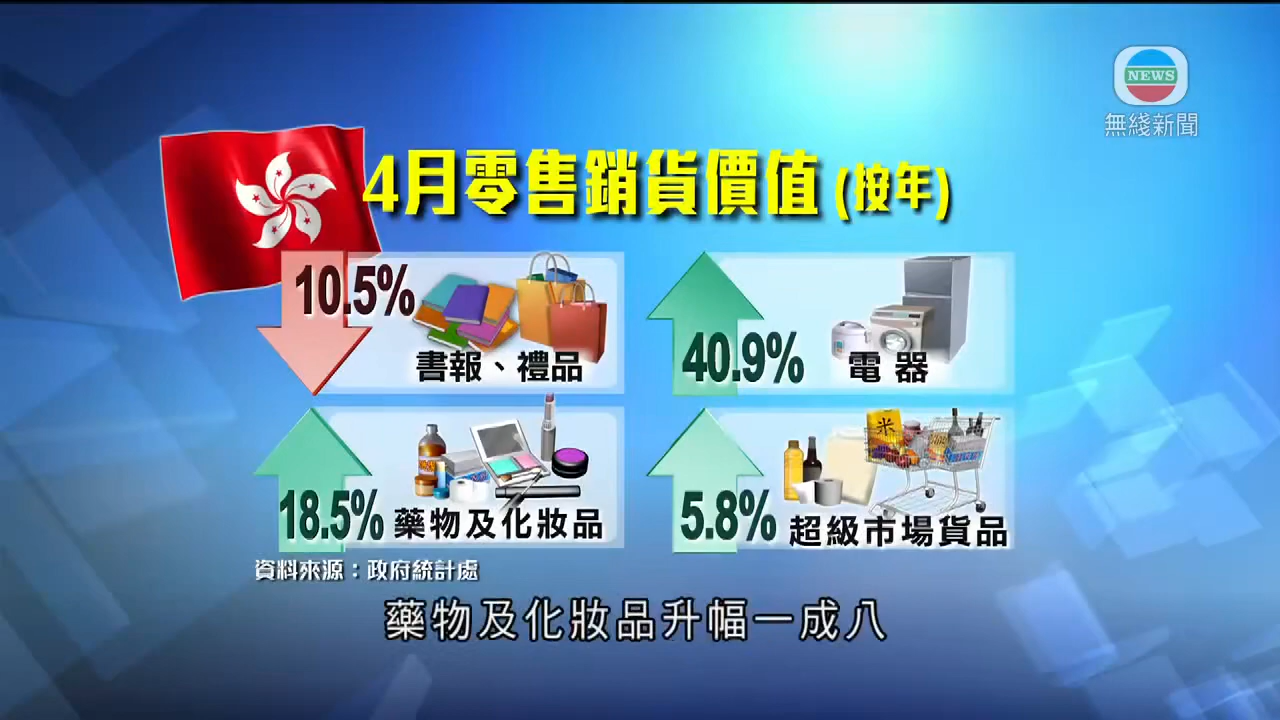 NEWS
無綫新聞
4月零售銷貨價值(按年)
10.5%
書報、禮品
40.9%
電器
米
18.5%
藥物及化妝品
5.8%
超級市場貨品
資料來源：政府統計處
藥物及化妝品升幅一成八